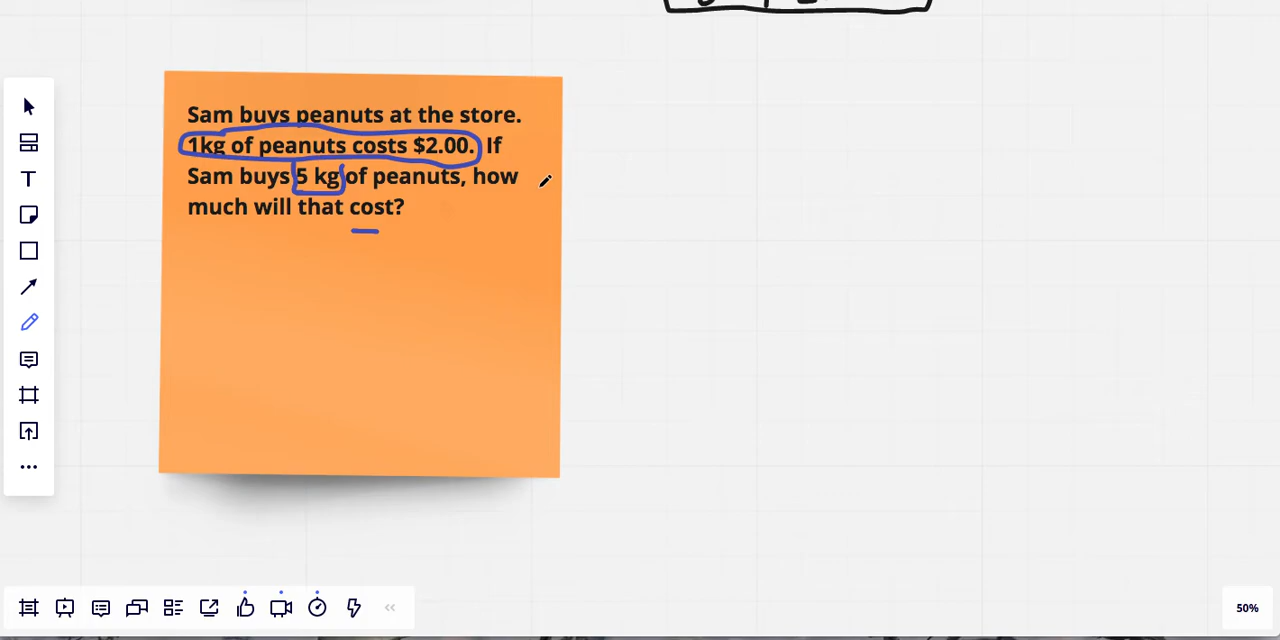 Sam buys peanuts at the store.
1kg of peanuts costs $2.00. If
Sam buys 5 kg of peanuts, how
much will that cost?
50%